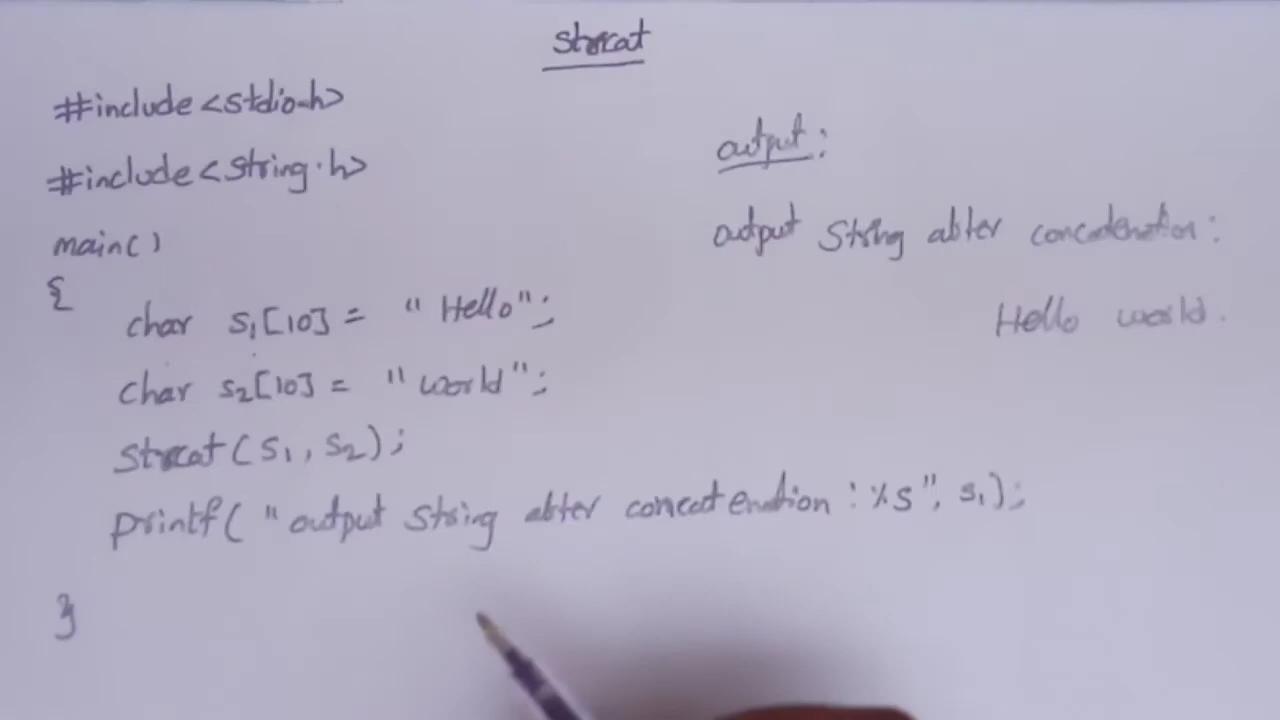 strcat
#include<stdio.h>
#include<string.h>
main()
{
char s1[10] = "Hello";
char s2[10] = "world";
strcat(s1, s2);
printf("output string after concatenation : %s", s1);
}
output:
output string after concatenation:
Hello world.